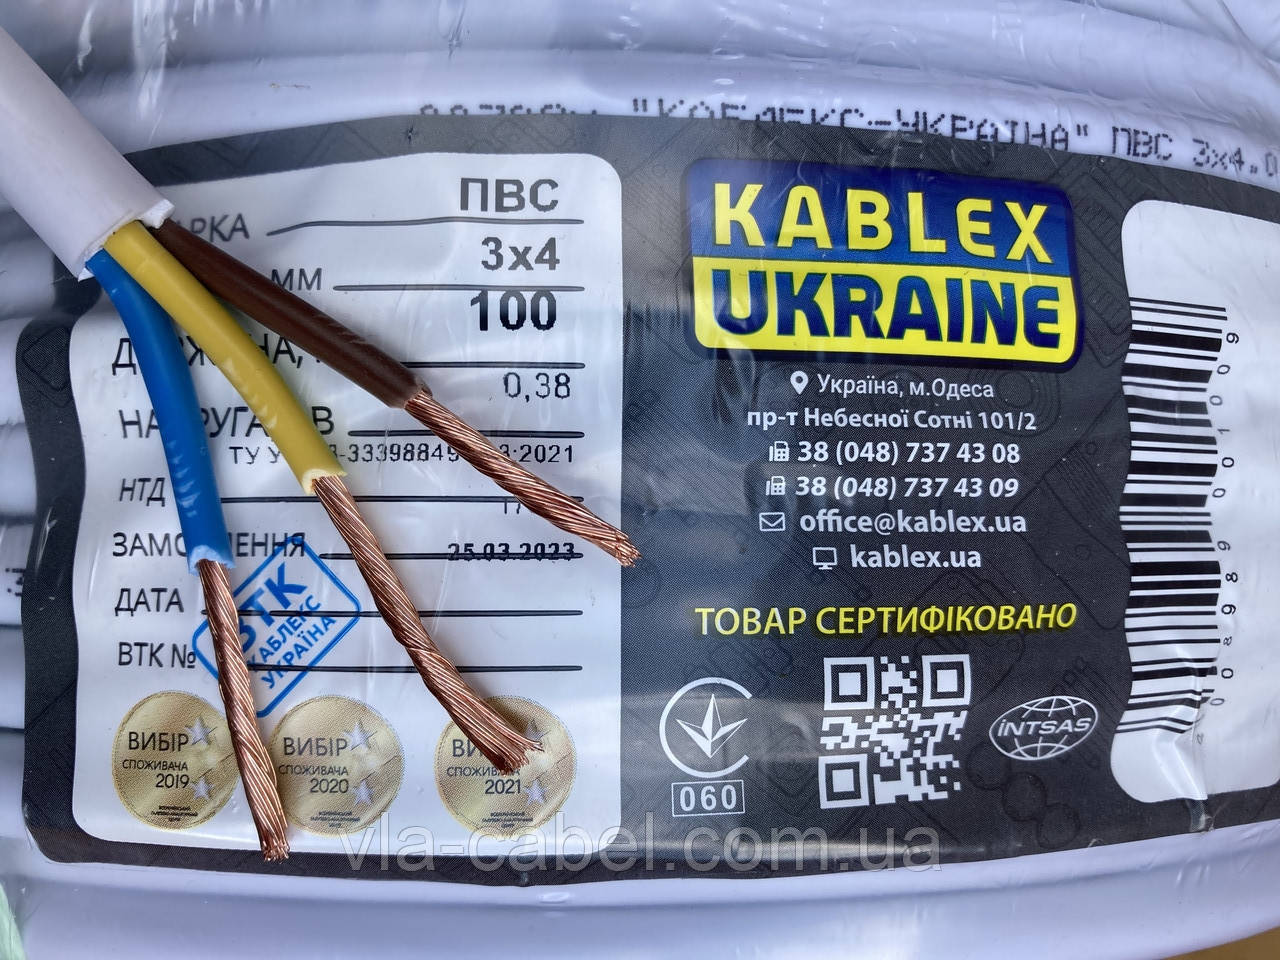 "КАБЛЕКС-УКРАЇНА" ПВС 3х4.0
ПВС
3х4
ММ
100
0,38
ТУ У
2021
НТД
25.03.2023
ДАТА
ВТК №
ВТК
КАБЛЕКС
УКРАЇНА
ВИБІР
СПОЖИВАЧА
2019
ВИБІР
СПОЖИВАЧА
2020
2021
KABLEX
UKRAINE
Україна, м.Одеса
пр-т Небесної Сотні 101/2
38 (048) 737 43 08
38 (048) 737 43 09
office@kablex.ua
kablex.ua
ТОВАР СЕРТИФІКОВАНО
060
INTSAS
vla-cabel.com.ua